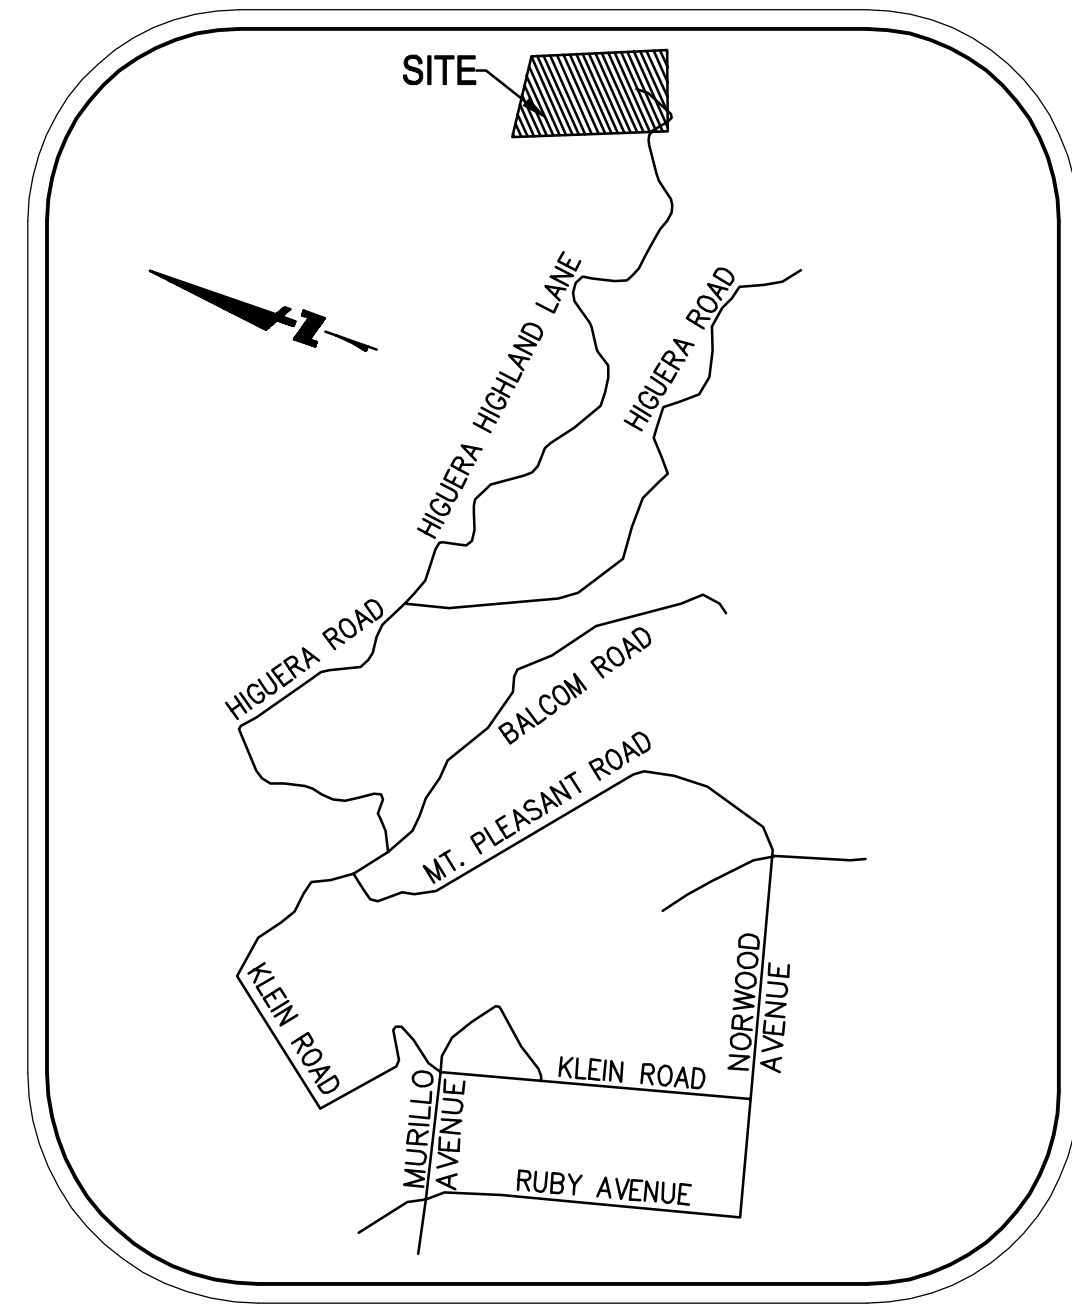 SITE
HIGUERA HIGHLAND LANE
HIGUERA ROAD
N
HIGUERA ROAD
BALCOM ROAD
MT. PLEASANT ROAD
KLEIN ROAD
NORWOOD
AVENUE
KLEIN ROAD
MURILLO
AVENUE
RUBY AVENUE